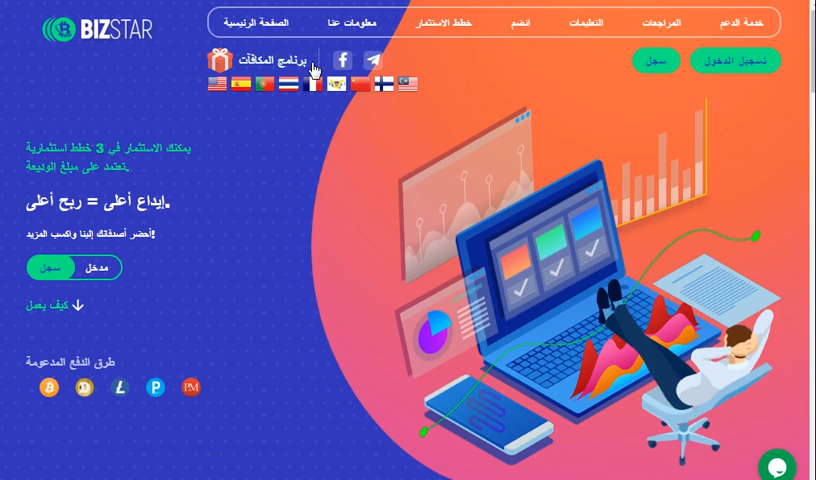 BIZSTAR
الصفحة الرئيسية
معلومات عنا
خطط الاستثمار
انضم
التعليمات
المراجعات
خدمة الدعم
برنامج المكافآت
سجل
تسجيل الدخول
يمكنك الاستثمار في 3 خطط استثمارية
تعتمد على مبلغ الوديعة.
إيداع أعلى = ربح أعلى.
أحضر أصدقائك إلينا واكسب المزيد!
سجل
مدخل
كيف يعمل
طرق الدفع المدعومة
PM